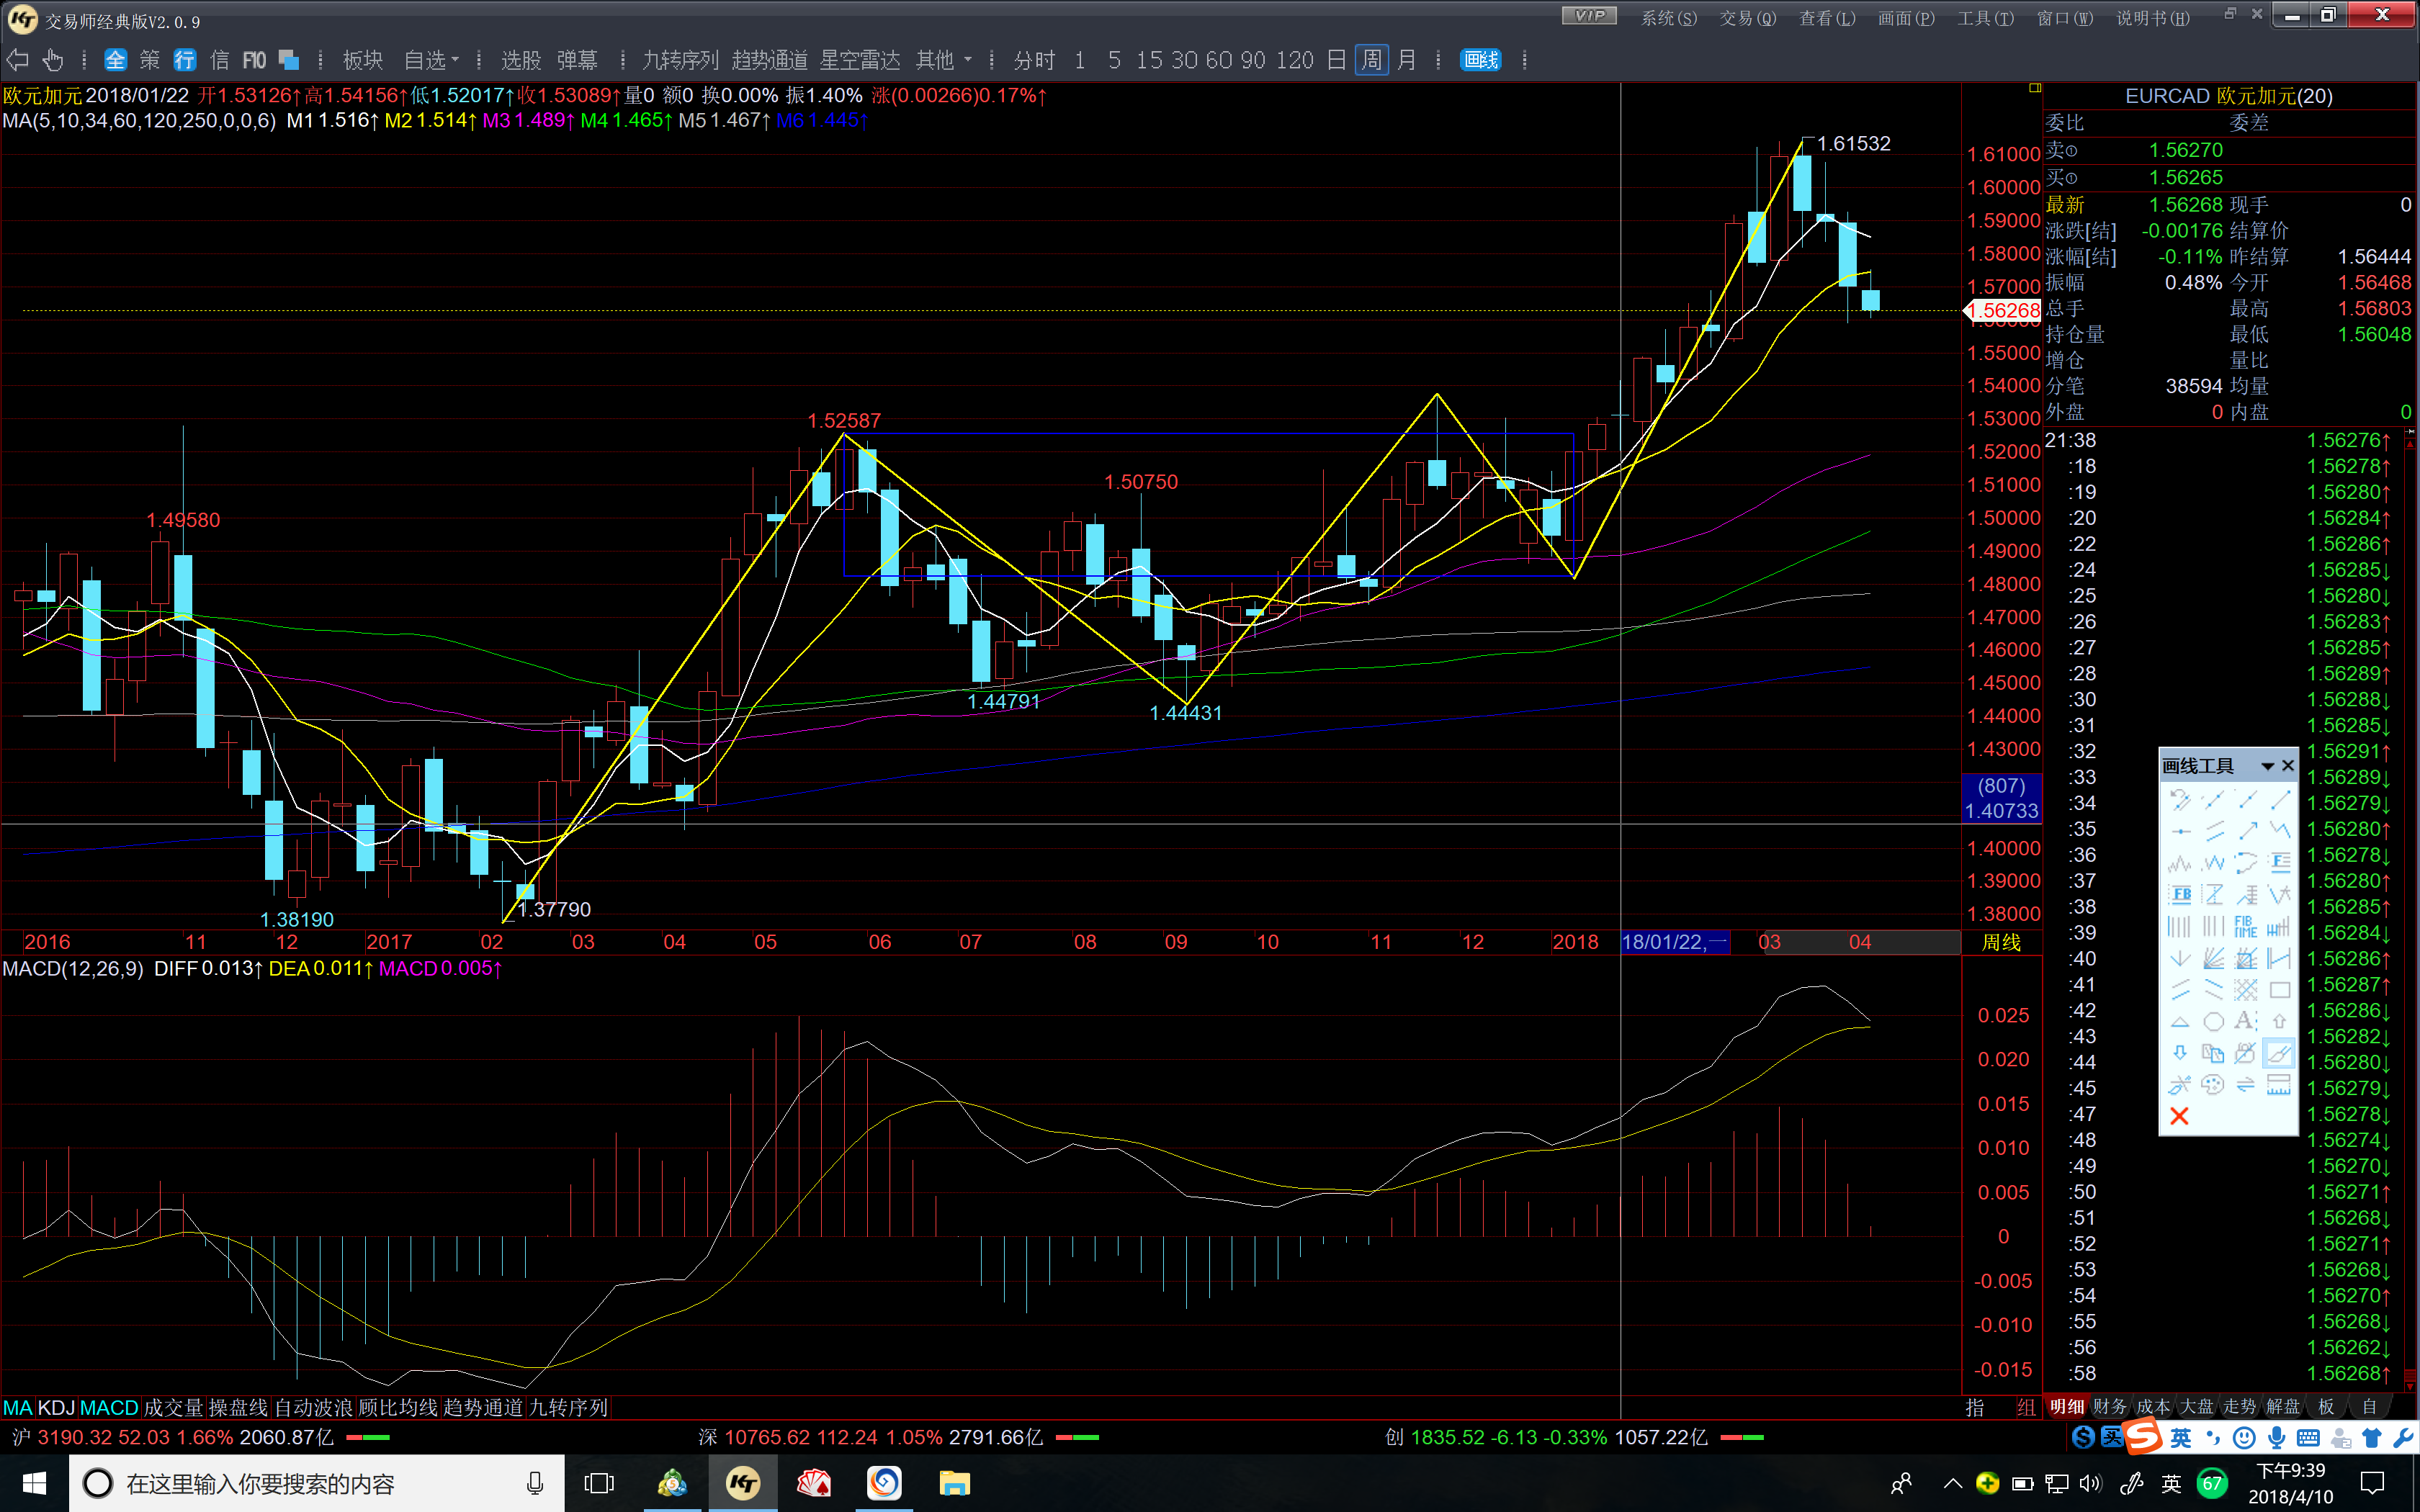 交易师经典版V2.0.9
VIP 系统(S) 交易(Q) 查看(L) 画面(P) 工具(T) 窗口(W) 说明书(H)
全 策 行 信 F10 板块 自选 选股 弹幕 九转序列 趋势通道 星空雷达 其他 分时 1 5 15 30 60 90 120 日 周 月 画线
欧元加元 2018/01/22 开1.53126↑ 高1.54156↑ 低1.52017↑ 收1.53089↑ 量0 额0 换0.00% 振1.40% 涨(0.00266)0.17%↑
MA(5,10,34,60,120,250,0,0,6) M1 1.516↑ M2 1.514↑ M3 1.489↑ M4 1.465↑ M5 1.467↑ M6 1.445↑
1.61532
1.52587
1.50750
1.49580
1.44791
1.44431
1.38190
1.37790
1.61000
1.60000
1.59000
1.58000
1.57000
1.56268
1.55000
1.54000
1.53000
1.52000
1.51000
1.50000
1.49000
1.48000
1.47000
1.46000
1.45000
1.44000
1.43000
(807)
1.40733
1.40000
1.39000
1.38000
2016 11 12 2017 02 03 04 05 06 07 08 09 10 11 12 2018 18/01/22,一 03 04 周线
MACD(12,26,9) DIFF 0.013↑ DEA 0.011↑ MACD 0.005↑
0.025
0.020
0.015
0.010
0.005
0
-0.005
-0.010
-0.015
MA KDJ MACD 成交量 操盘线 自动波浪 顾比均线 趋势通道 九转序列 指 组
EURCAD 欧元加元(20)
委比 委差
卖① 1.56270
买① 1.56265
最新 1.56268 现手 0
涨跌[结] -0.00176 结算价
涨幅[结] -0.11% 昨结算 1.56444
振幅 0.48% 今开 1.56468
总手 最高 1.56803
持仓量 最低 1.56048
增仓 量比
分笔 38594 均量
外盘 0 内盘 0
21:38 1.56276↑
:18 1.56278↑
:19 1.56280↑
:20 1.56284↑
:22 1.56286↑
:24 1.56285↓
:25 1.56280↓
:26 1.56283↑
:27 1.56285↑
:28 1.56289↑
:30 1.56288↓
:31 1.56285↓
:32 1.56291↑
:33 1.56289↓
:34 1.56279↓
:35 1.56280↑
:36 1.56278↓
:37 1.56280↑
:38 1.56285↑
:39 1.56284↓
:40 1.56286↑
:41 1.56287↑
:42 1.56286↓
:43 1.56282↓
:44 1.56280↓
:45 1.56279↓
:47 1.56278↓
:48 1.56274↓
:49 1.56270↓
:50 1.56271↑
:51 1.56268↓
:52 1.56271↑
:53 1.56268↓
:54 1.56270↑
:55 1.56268↓
:56 1.56262↓
:58 1.56268↑
画线工具
F
FB
FIB
TIME
A
明细 财务 成本 大盘 走势 解盘 板 自
沪 3190.32 52.03 1.66% 2060.87亿 深 10765.62 112.24 1.05% 2791.66亿 创 1835.52 -6.13 -0.33% 1057.22亿
S 买 S 英
在这里输入你要搜索的内容
KT
英 67
下午9:39
2018/4/10